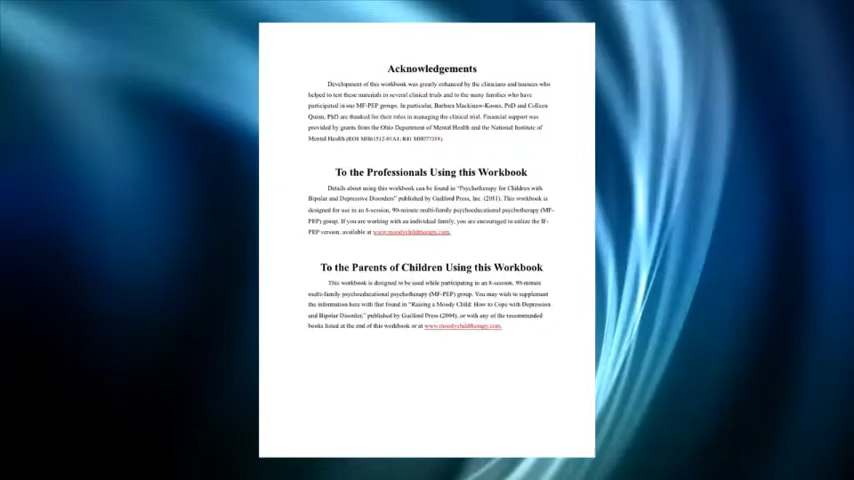 Acknowledgements
Development of this workbook was greatly enhanced by the clinicians and trainees who
helped to test these materials in several clinical trials and to the many families who have
participated in our MF-PEP groups. In particular, Barbara Mackinaw-Koons, PhD and Colleen
Quinn, PhD are thanked for their roles in managing the clinical trial. Financial support was
provided by grants from the Ohio Department of Mental Health and the National Institute of
Mental Health
To the Professionals Using this Workbook
Details about using this workbook can be found in "Psychotherapy for Children with
Bipolar and Depressive Disorders" published by Guilford Press, Inc. (2011). This workbook is
designed for use in an 8-session, 90-minute multi-family psychoeducational psychotherapy (MF-
PEP) group. If you are working with an individual family, you are encouraged to utilize the IF-
PEP version, available at www.moodychildtherapy.com.
To the Parents of Children Using this Workbook
This workbook is designed to be used while participating in an 8-session, 90-minute
multi-family psychoeducational psychotherapy (MF-PEP) group. You may wish to supplement
the information here with that found in "Raising a Moody Child: How to Cope with Depression
and Bipolar Disorder," published by Guilford Press (2004), or with any of the recommended
books listed at the end of this workbook or at www.moodychildtherapy.com.